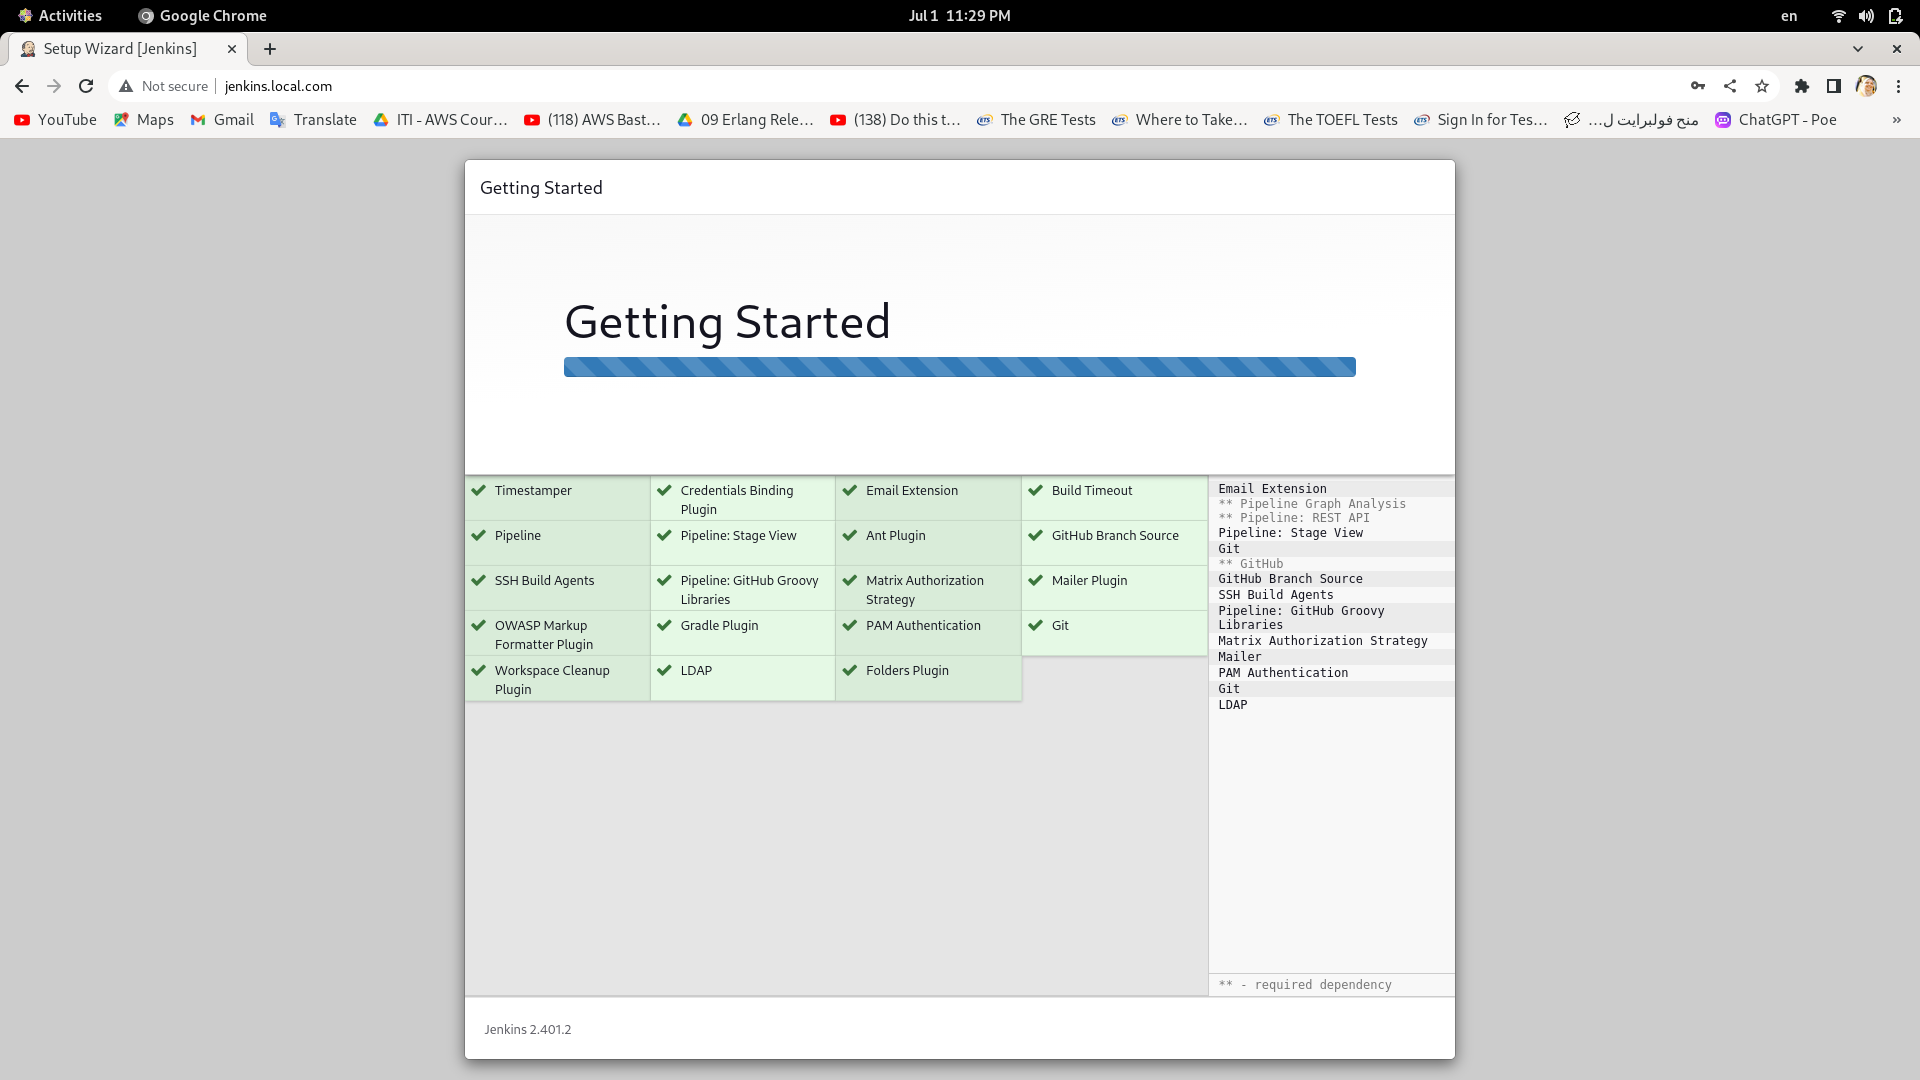 Activities
Google Chrome
Jul 1 11:29 PM
en
Setup Wizard [Jenkins]
Not secure
jenkins.local.com
YouTube
Maps
Gmail
Translate
ITI - AWS Cour…
(118) AWS Bast…
09 Erlang Rele…
(138) Do this t…
The GRE Tests
Where to Take…
The TOEFL Tests
Sign In for Tes…
منح فولبرايت ل…
ChatGPT - Poe
»
Getting Started
Getting Started
Timestamper
Credentials Binding
Plugin
Email Extension
Build Timeout
Pipeline
Pipeline: Stage View
Ant Plugin
GitHub Branch Source
SSH Build Agents
Pipeline: GitHub Groovy
Libraries
Matrix Authorization
Strategy
Mailer Plugin
OWASP Markup
Formatter Plugin
Gradle Plugin
PAM Authentication
Git
Workspace Cleanup
Plugin
LDAP
Folders Plugin
Email Extension
** Pipeline Graph Analysis
** Pipeline: REST API
Pipeline: Stage View
Git
** GitHub
GitHub Branch Source
SSH Build Agents
Pipeline: GitHub Groovy
Libraries
Matrix Authorization Strategy
Mailer
PAM Authentication
Git
LDAP
** - required dependency
Jenkins 2.401.2